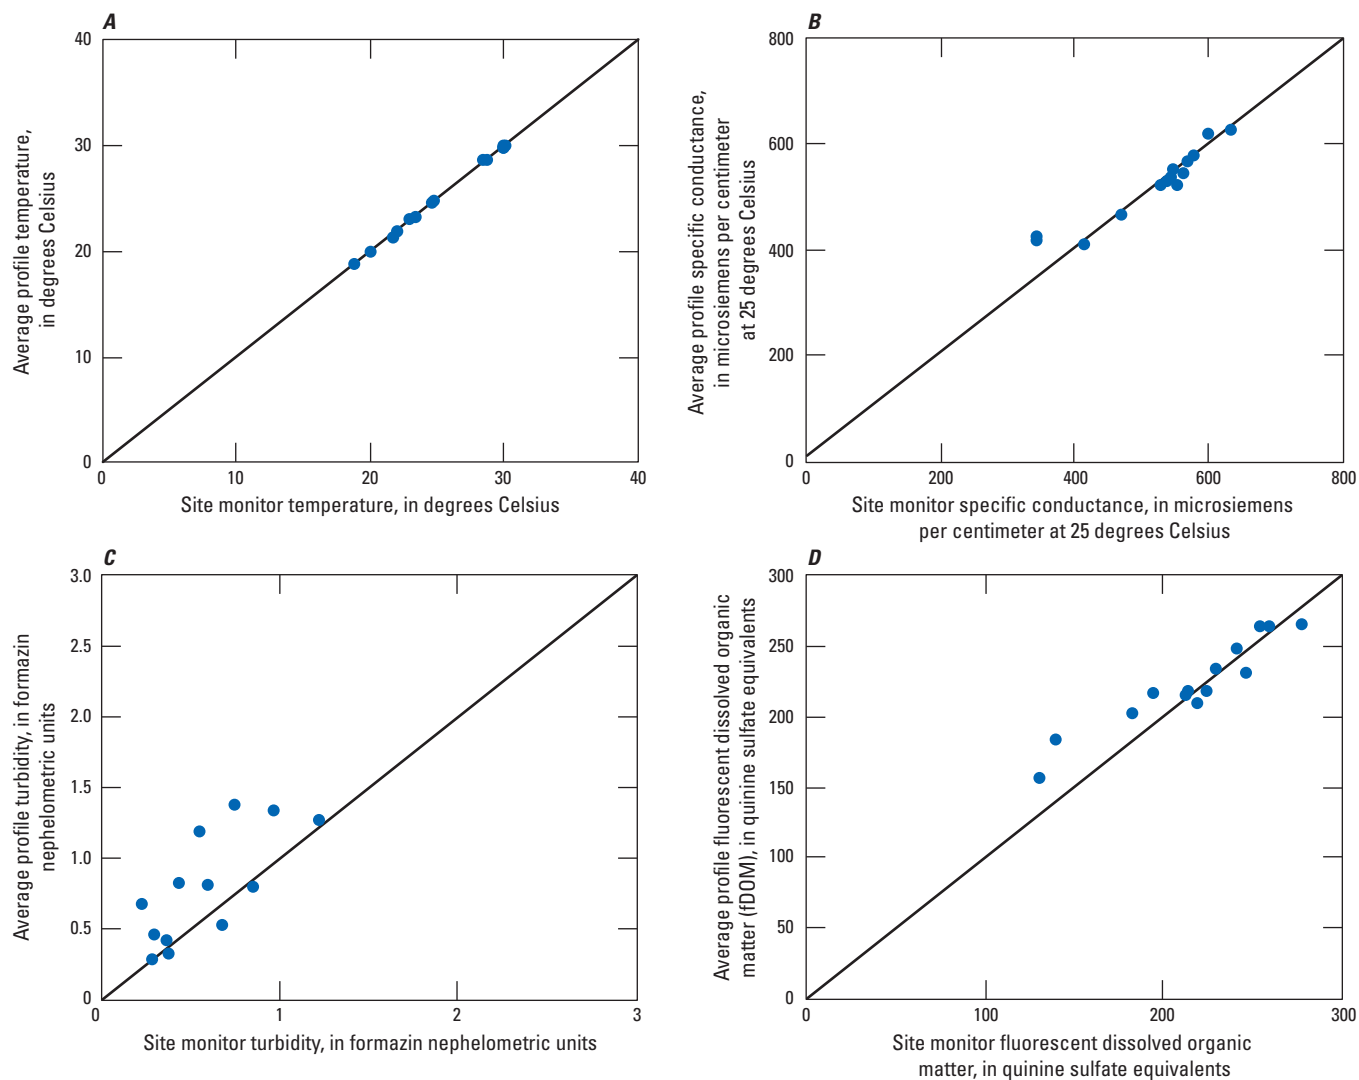 A
Average profile temperature,
in degrees Celsius
40
30
20
10
0
0 10 20 30 40
Site monitor temperature, in degrees Celsius
B
Average profile specific conductance,
in microsiemens per centimeter
at 25 degrees Celsius
800
600
400
200
0
0 200 400 600 800
Site monitor specific conductance, in microsiemens
per centimeter at 25 degrees Celsius
C
Average profile turbidity, in formazin
nephelometric units
3.0
2.5
2.0
1.5
1.0
0.5
0
0 1 2 3
Site monitor turbidity, in formazin nephelometric units
D
Average profile fluorescent dissolved organic
matter (fDOM), in quinine sulfate equivalents
300
250
200
150
100
50
0
0 100 200 300
Site monitor fluorescent dissolved organic
matter, in quinine sulfate equivalents